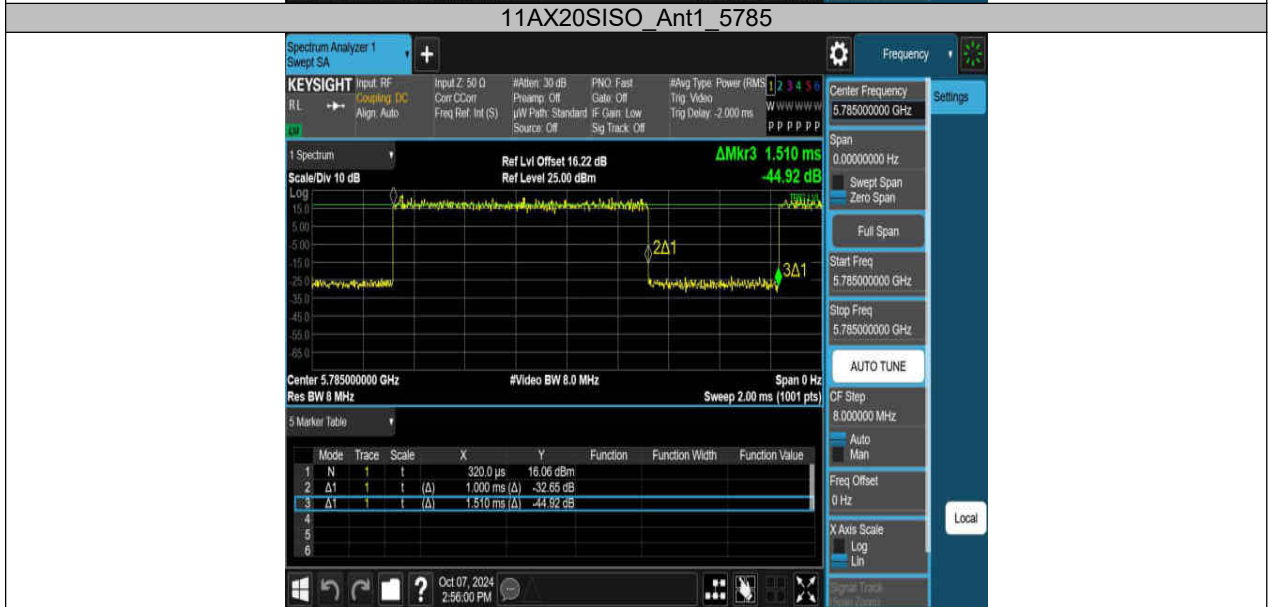 11AX20SISO_Ant1_5785
Spectrum Analyzer 1
Swept SA
+
Frequency
KEYSIGHT
RL
Input: RF
Coupling: DC
Align: Auto
Input Z: 50 Ω
Corr CCorr
Freq Ref: Int (S)
#Atten: 30 dB
Preamp: Off
µW Path: Standard
Source: Off
PNO: Fast
Gate: Off
IF Gain: Low
Sig Track: Off
#Avg Type: Power (RMS
Trig: Video
Trig Delay: -2.000 ms
1 2 3 4 5 6
W W W W W W
P P P P P P
Center Frequency
5.785000000 GHz
Settings
1 Spectrum
Ref Lvl Offset 16.22 dB
ΔMkr3 1.510 ms
Scale/Div 10 dB
Ref Level 25.00 dBm
-44.92 dB
Log
15.0
5.00
-5.00
-15.0
-25.0
-35.0
-45.0
-55.0
-65.0
2Δ1
3Δ1
Center 5.785000000 GHz
#Video BW 8.0 MHz
Span 0 Hz
Res BW 8 MHz
Sweep 2.00 ms (1001 pts)
Span
0.00000000 Hz
Swept Span
Zero Span
Full Span
Start Freq
5.785000000 GHz
Stop Freq
5.785000000 GHz
AUTO TUNE
CF Step
8.000000 MHz
Auto
Man
Freq Offset
0 Hz
X Axis Scale
Log
Lin
Signal Track
(Span Zoom)
Local
5 Marker Table
Mode Trace Scale X Y Function Function Width Function Value
1 N 1 t 320.0 µs 16.06 dBm
2 Δ1 1 t (Δ) 1.000 ms (Δ) -32.65 dB
3 Δ1 1 t (Δ) 1.510 ms (Δ) -44.92 dB
4
5
6
?
Oct 07, 2024
2:56:00 PM